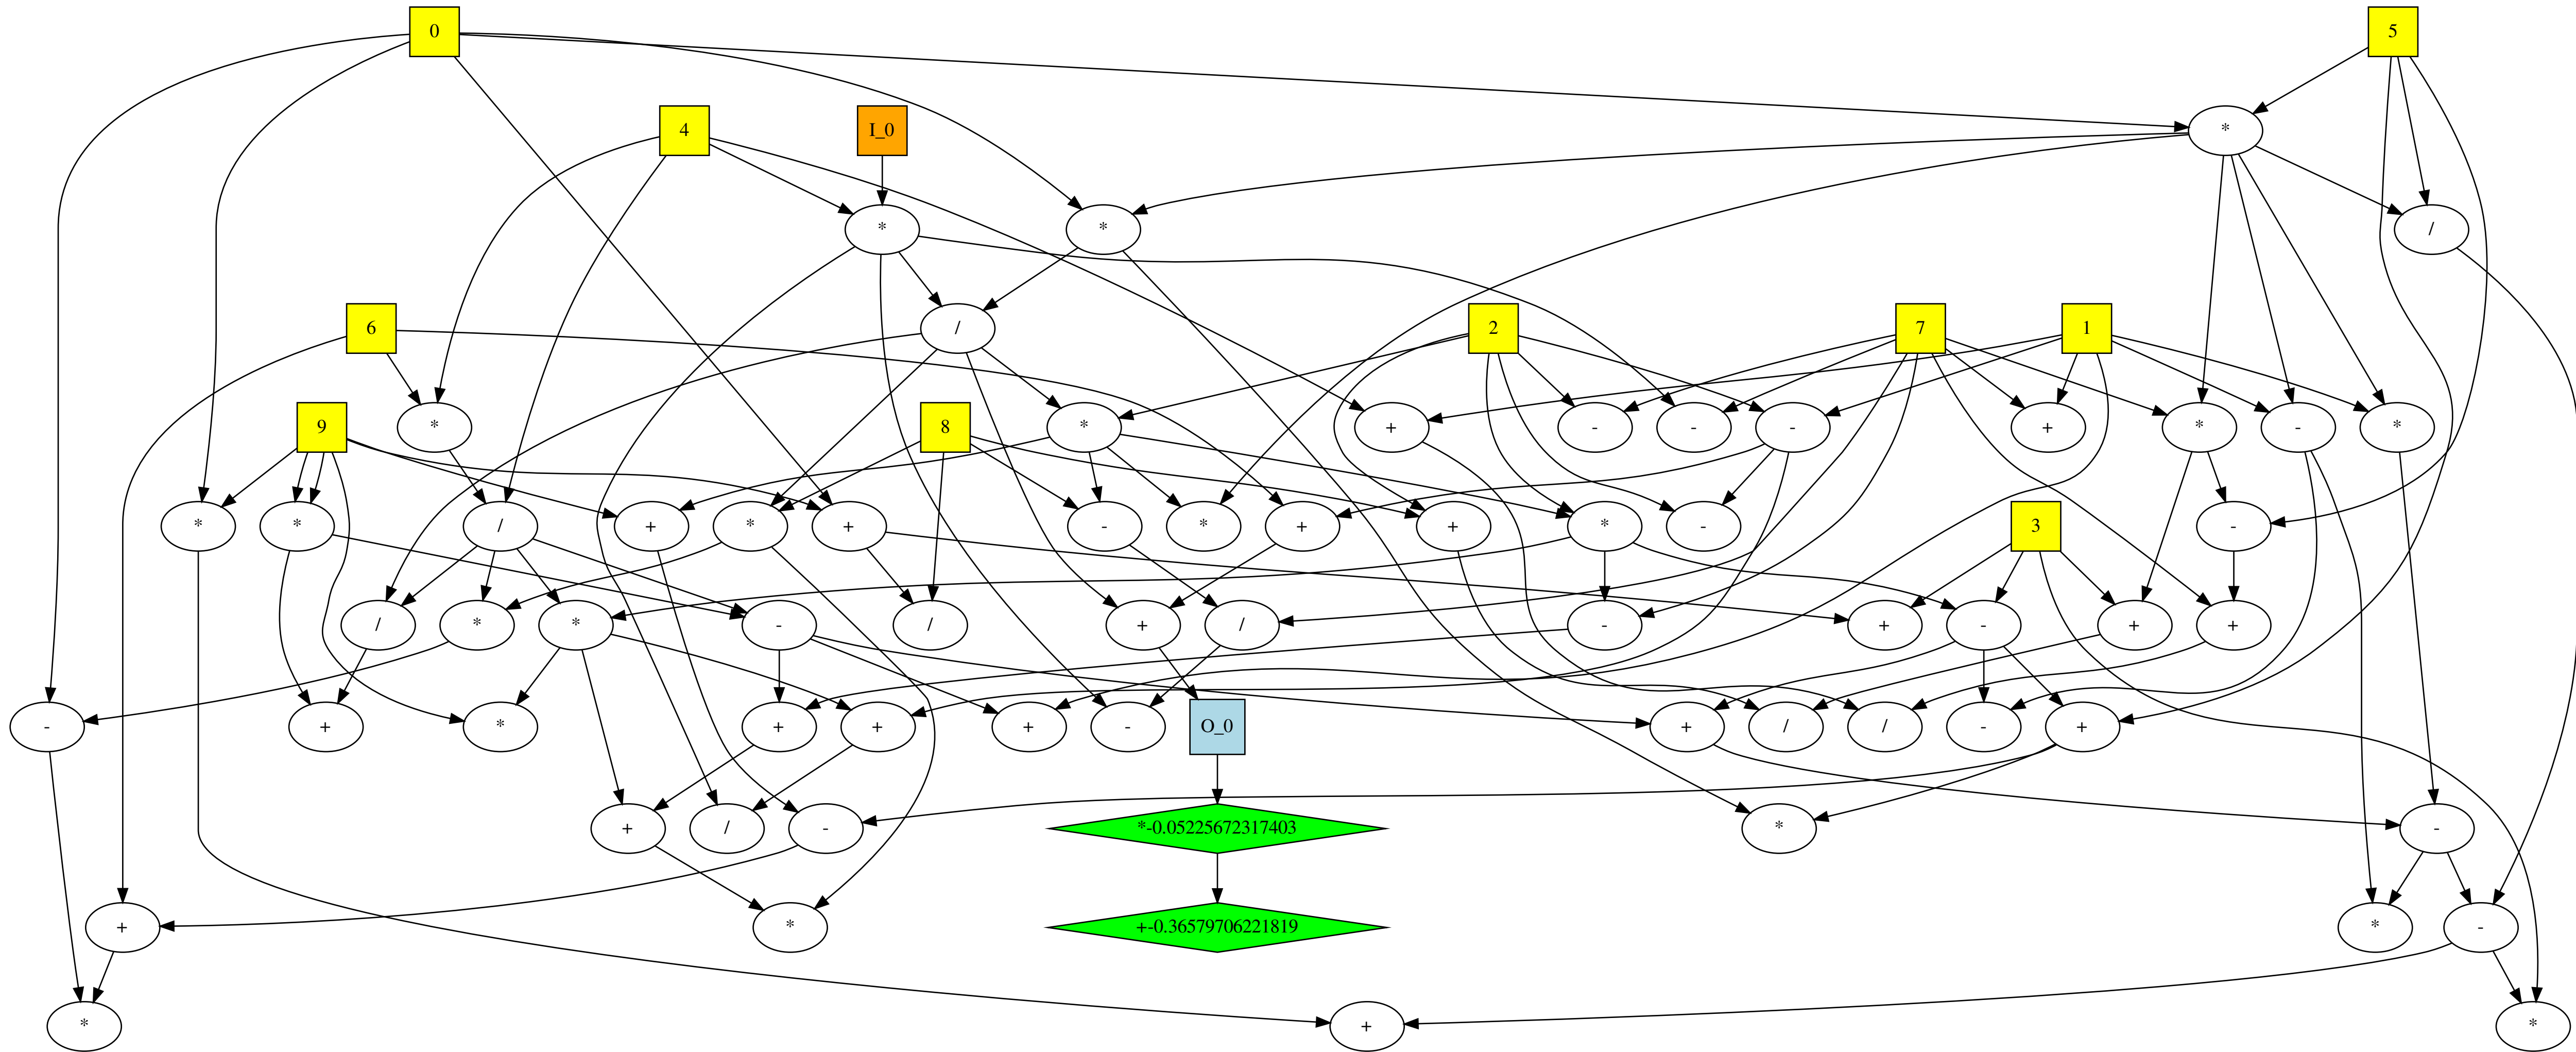 0 5
4 I_0 *
* * /
6 / 2 7 1
9 * 8 * + - - - + * - *
* * / + * + - * + + * - 3 -
/ * * - / + / - + - + +
- + * + + + - O_0 + / / - +
+ / - *-0.05225672317403 * -
+ * +-0.36579706221819 * -
* + *